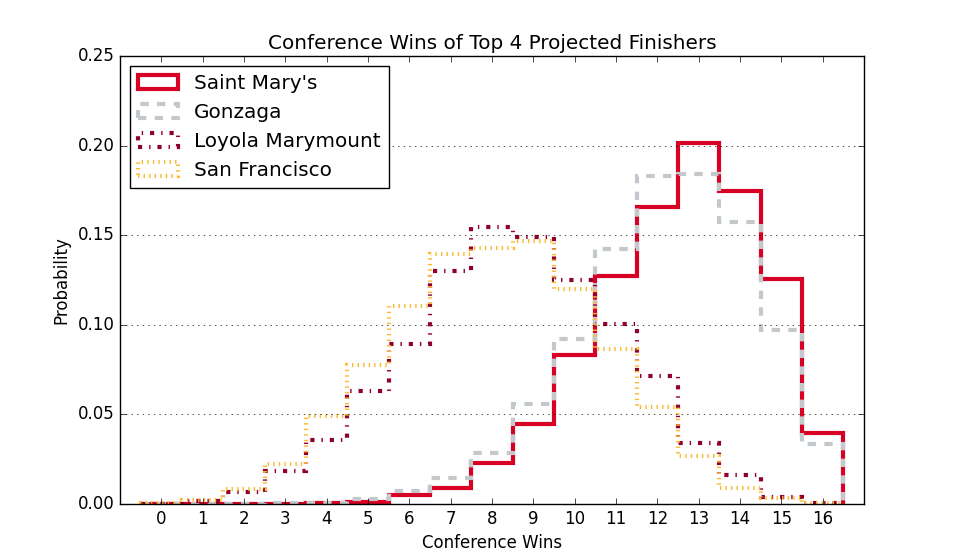 Conference Wins of Top 4 Projected Finishers
0.25
0.20
0.15
0.10
0.05
0.00
Probability
Saint Mary's
Gonzaga
Loyola Marymount
San Francisco
0 1 2 3 4 5 6 7 8 9 10 11 12 13 14 15 16
Conference Wins